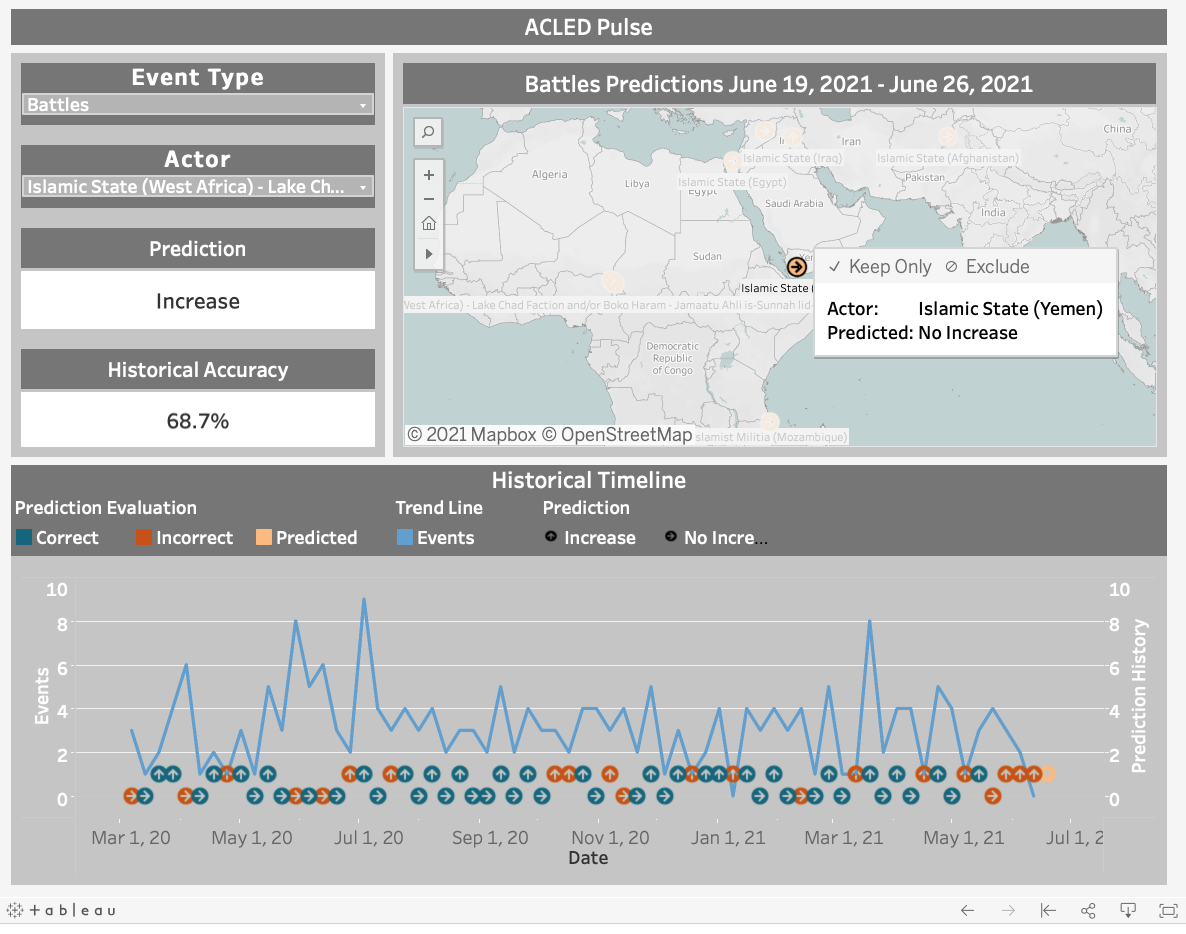 ACLED Pulse
Event Type
Battles
Actor
Islamic State (West Africa) - Lake Ch...
Prediction
Increase
Historical Accuracy
68.7%
Battles Predictions June 19, 2021 - June 26, 2021
China
Iran
Islamic State (Iraq)
Islamic State (Afghanistan)
Algeria
Libya
Islamic State (Egypt)
Egypt
Pakistan
Saudi Arabia
India
Sudan
Islamic State (
✓ Keep Only ⊘ Exclude
Actor: Islamic State (Yemen)
Predicted: No Increase
West Africa) - Lake Chad Faction and/or Boko Haram - Jamaatu Ahli is-Sunnah lid-
Democratic
Republic
of Congo
© 2021 Mapbox © OpenStreetMap
slamist Militia (Mozambique)
Historical Timeline
Prediction Evaluation
Correct Incorrect Predicted
Trend Line
Events
Prediction
Increase No Incre...
10
8
6
4
2
0
Events
10
8
6
4
2
0
Prediction History
Mar 1, 20 May 1, 20 Jul 1, 20 Sep 1, 20 Nov 1, 20 Jan 1, 21 Mar 1, 21 May 1, 21 Jul 1, 2
Date
+ a b | e a u